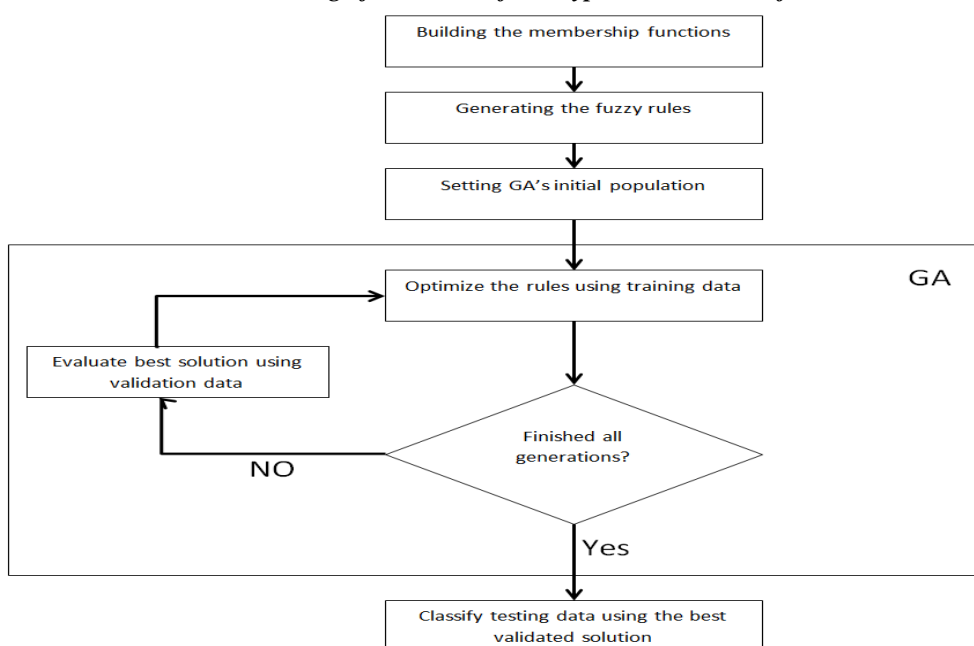 Building the membership functions
Generating the fuzzy rules
Setting GA's initial population
GA
Optimize the rules using training data
Evaluate best solution using
validation data
Finished all
generations?
NO
Yes
Classify testing data using the best
validated solution